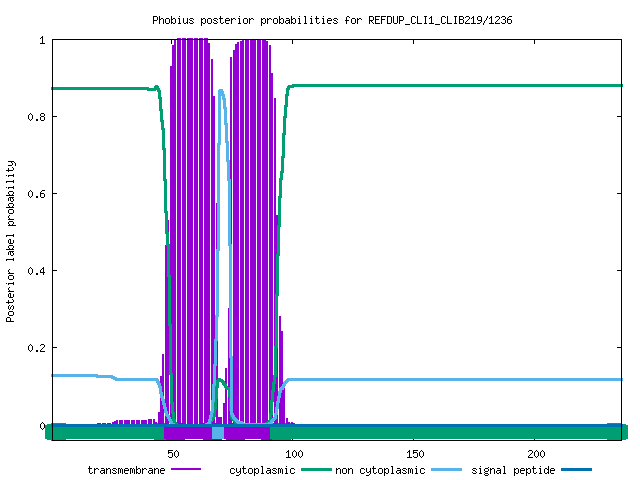 Phobius posterior probabilities for REFDUP_CLI1_CLIB219/1236
1
0.8
0.6
0.4
0.2
0
Posterior label probability
50
100
150
200
transmembrane
cytoplasmic
non cytoplasmic
signal peptide